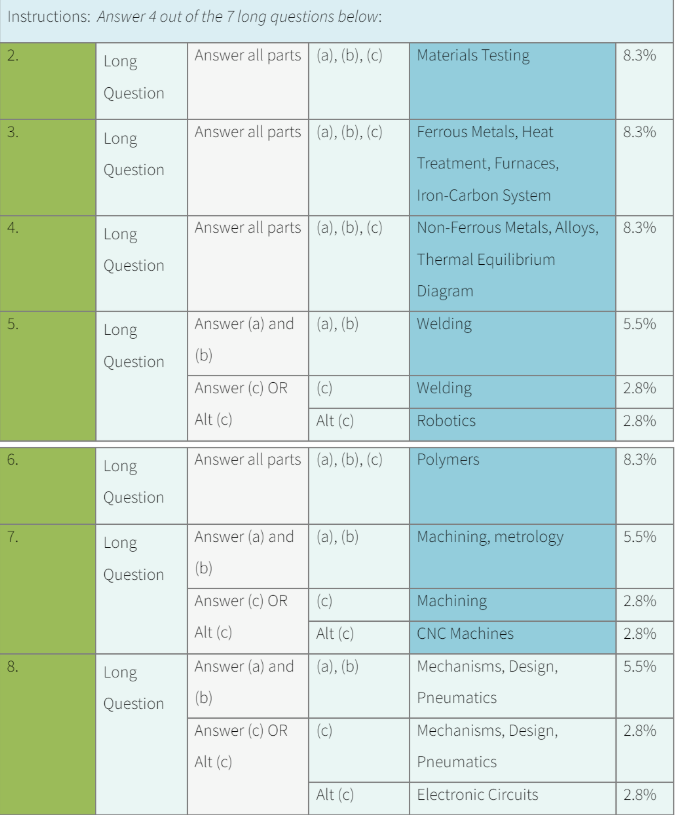 Instructions: Answer 4 out of the 7 long questions below:
2. Long Answer all parts (a), (b), (c) Materials Testing 8.3%
Question
3. Long Answer all parts (a), (b), (c) Ferrous Metals, Heat 8.3%
Question Treatment, Furnaces,
Iron-Carbon System
4. Long Answer all parts (a), (b), (c) Non-Ferrous Metals, Alloys, 8.3%
Question Thermal Equilibrium
Diagram
5. Long Answer (a) and (a), (b) Welding 5.5%
Question (b)
Answer (c) OR (c) Welding 2.8%
Alt (c) Alt (c) Robotics 2.8%
6. Long Answer all parts (a), (b), (c) Polymers 8.3%
Question
7. Long Answer (a) and (a), (b) Machining, metrology 5.5%
Question (b)
Answer (c) OR (c) Machining 2.8%
Alt (c) Alt (c) CNC Machines 2.8%
8. Long Answer (a) and (a), (b) Mechanisms, Design, 5.5%
Question (b) Pneumatics
Answer (c) OR (c) Mechanisms, Design, 2.8%
Alt (c) Pneumatics
Alt (c) Electronic Circuits 2.8%